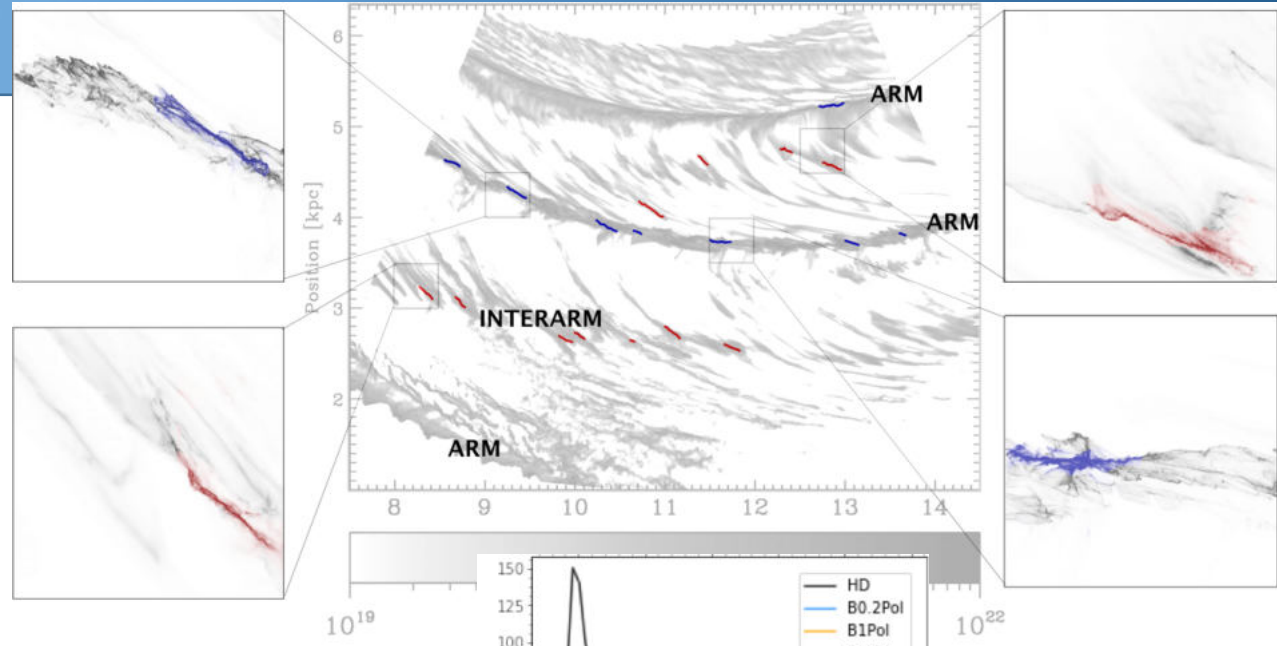 6
5
4
3
2
Position [kpc]
ARM
ARM
INTERARM
ARM
8 9 10 11 12 13 14
10^19
10^22
150
125
100
HD
B0.2Pol
B1Pol